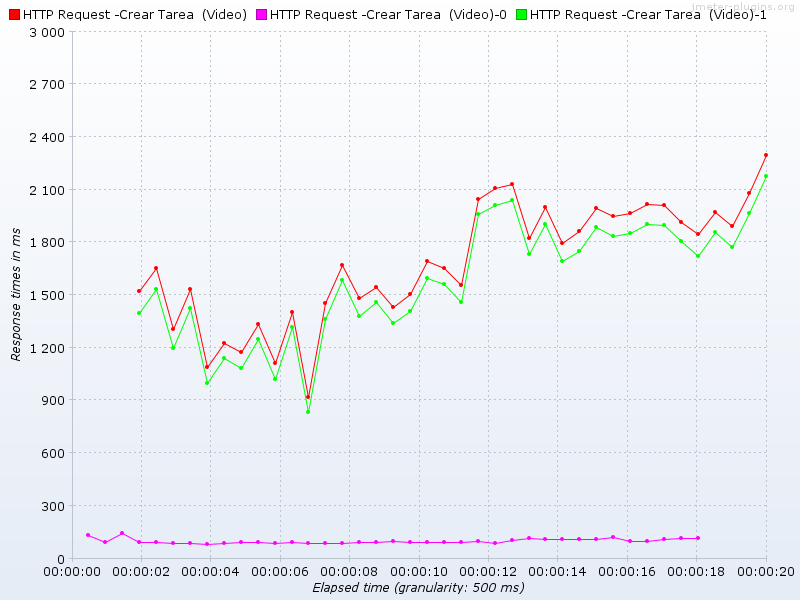 jmeter-plugins.org
HTTP Request -Crear Tarea  (Video) HTTP Request -Crear Tarea  (Video)-0 HTTP Request -Crear Tarea  (Video)-1
3 000
2 700
2 400
2 100
1 800
1 500
1 200
900
600
300
0
Response times in ms
00:00:00 00:00:02 00:00:04 00:00:06 00:00:08 00:00:10 00:00:12 00:00:14 00:00:16 00:00:18 00:00:20
Elapsed time (granularity: 500 ms)